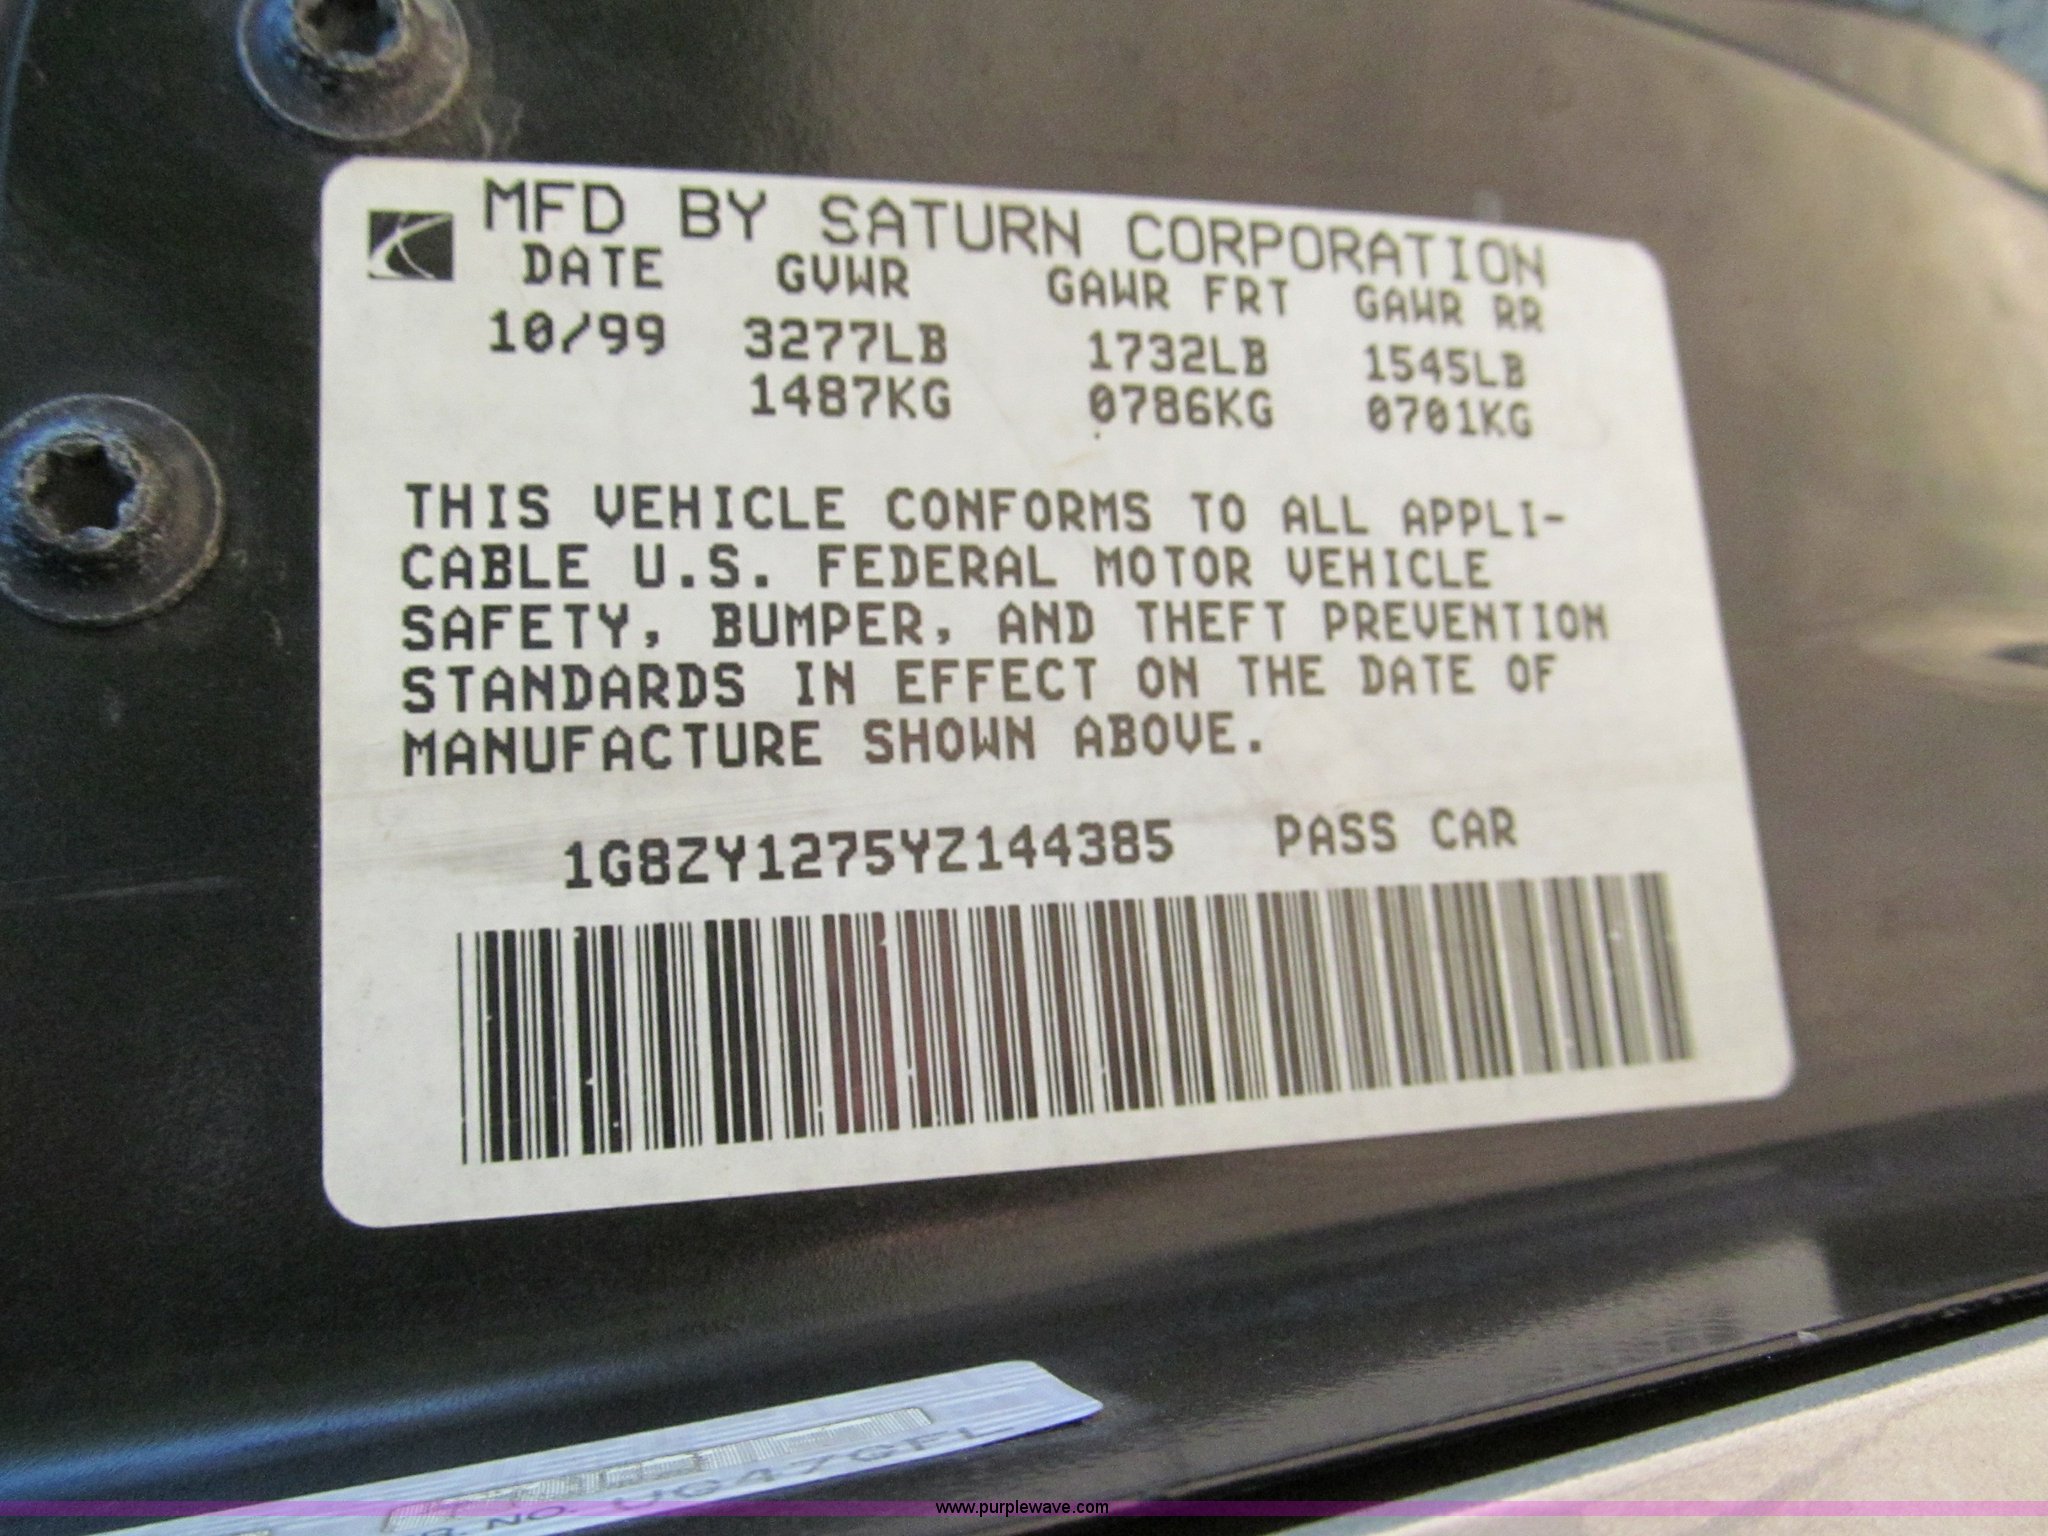 MFD BY SATURN CORPORATION
DATE GVWR GAWR FRT GAWR RR
10/99 3277LB 1732LB 1545LB
1487KG 0786KG 0701KG
THIS VEHICLE CONFORMS TO ALL APPLI-
CABLE U.S. FEDERAL MOTOR VEHICLE
SAFETY, BUMPER, AND THEFT PREVENTION
STANDARDS IN EFFECT ON THE DATE OF
MANUFACTURE SHOWN ABOVE.
1G8ZY1275YZ144385 PASS CAR
NO.
www.purplewave.com